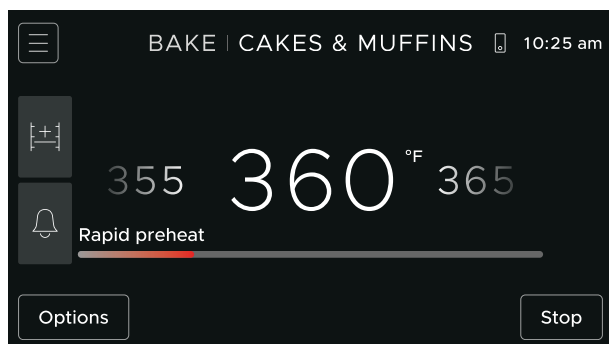 BAKE | CAKES & MUFFINS 10:25 am
355 360 °F 365
Rapid preheat
Options Stop